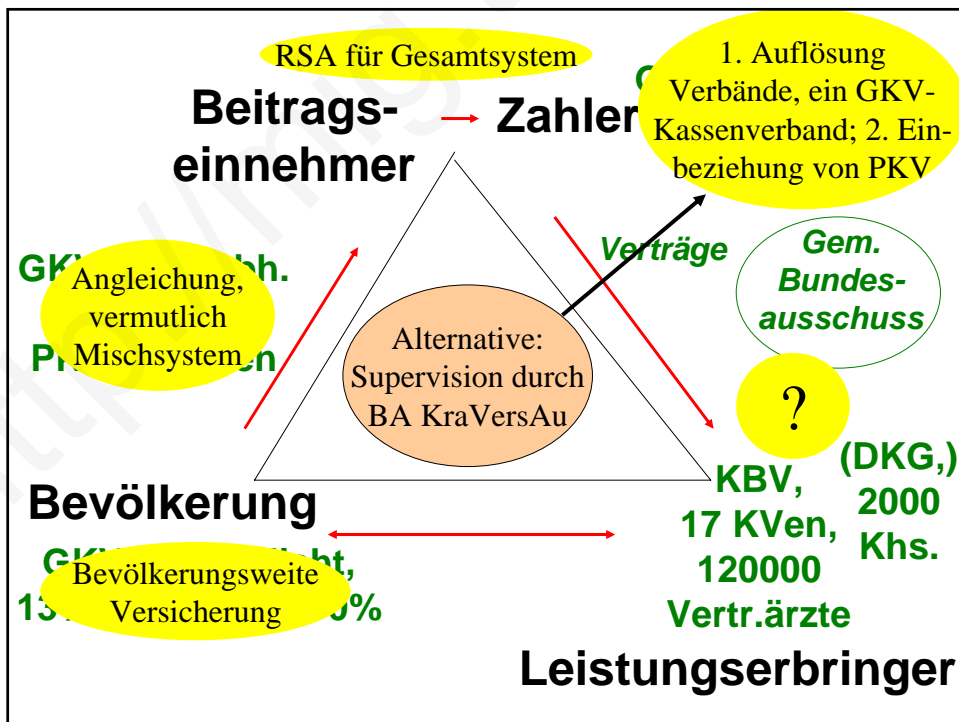 RSA für Gesamtsystem
Beitrags-
einnehmer
Zahler
1. Auflösung
Verbände, ein GKV-
Kassenverband; 2. Ein-
beziehung von PKV
Verträge
Gem.
Bundes-
ausschuss
Angleichung,
vermutlich
Mischsystem
Alternative:
Supervision durch
BA KraVersAu
?
KBV,
17 KVen,
120000
Vertr.ärzte
(DKG,)
2000
Khs.
Bevölkerung
Bevölkerungsweite
Versicherung
Leistungserbringer